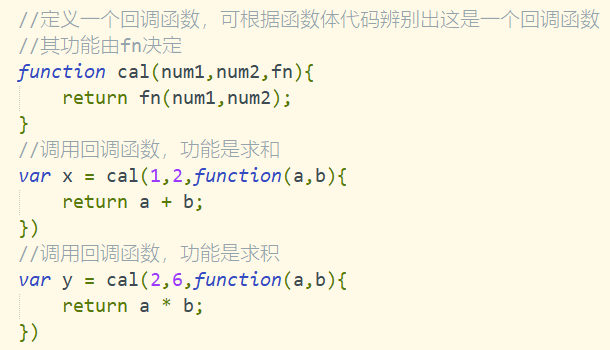 //定义一个回调函数，可根据函数体代码辨别出这是一个回调函数
//其功能由fn决定
function cal(num1,num2,fn){
    return fn(num1,num2);
}
//调用回调函数，功能是求和
var x = cal(1,2,function(a,b){
    return a + b;
})
//调用回调函数，功能是求积
var y = cal(2,6,function(a,b){
    return a * b;
})